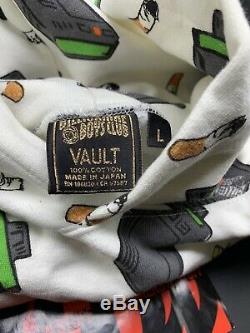 BILLIONAIRE
BOYS CLUB
L
VAULT
100% COTTON
MADE IN JAPAN